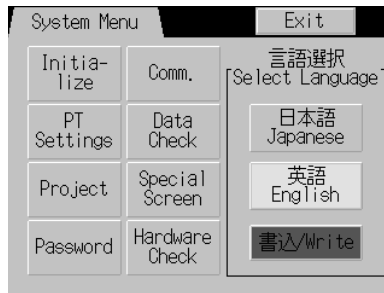 System Menu
Exit
Initia-
lize
Comm.
PT
Settings
Data
Check
Project
Special
Screen
Password
Hardware
Check
言語選択
Select Language
日本語
Japanese
英語
English
書込/Write